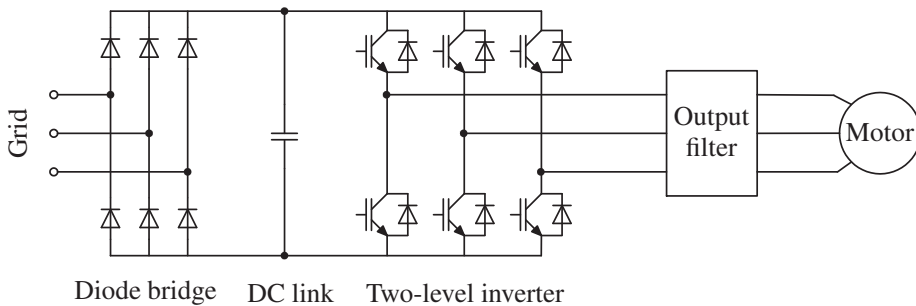 Grid
Output
filter
Motor
Diode bridge
DC link
Two-level inverter